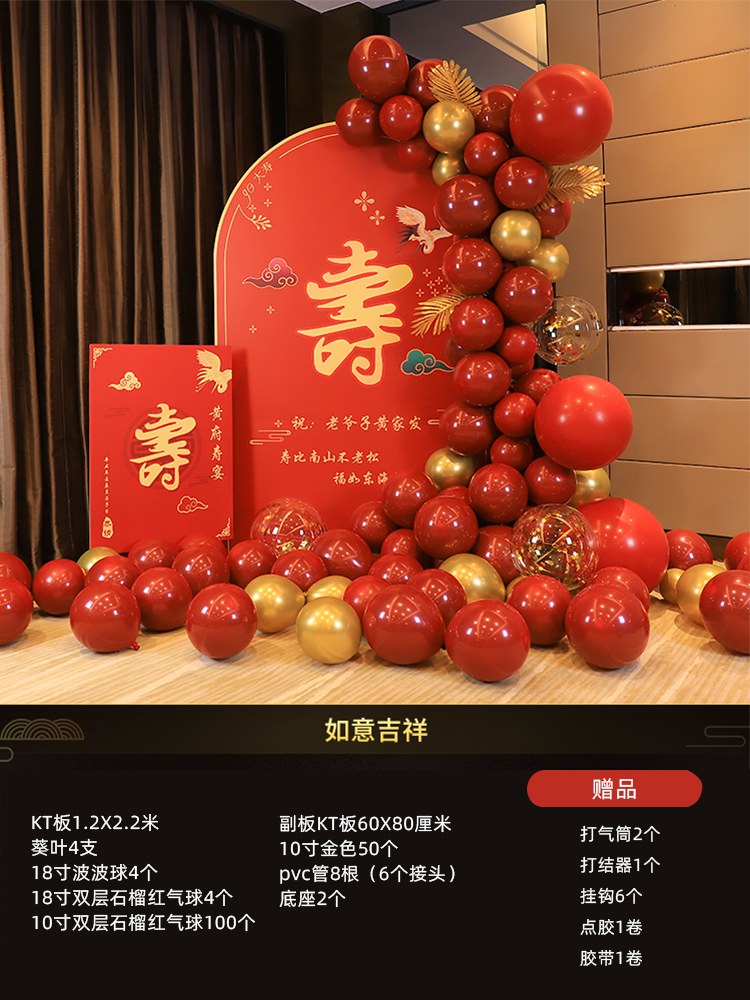 90大寿
寿
祝：老爷子黄家发
寿比南山不老松
福如东海
寿
黄府寿宴
如意吉祥
KT板1.2X2.2米
葵叶4支
18寸波波球4个
18寸双层石榴红气球4个
10寸双层石榴红气球100个
副板KT板60X80厘米
10寸金色50个
pvc管8根（6个接头）
底座2个
赠品
打气筒2个
打结器1个
挂钩6个
点胶1卷
胶带1卷